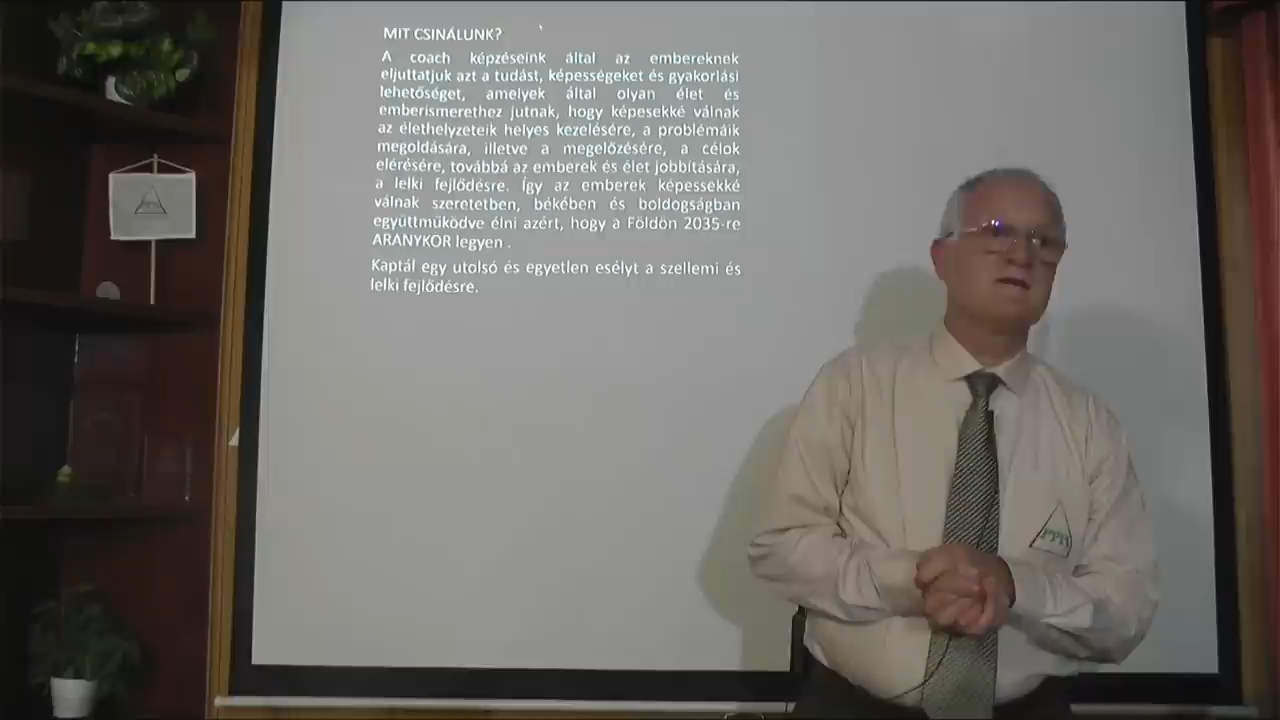 MIT CSINÁLUNK?
A coach képzéseink által az embereknek
eljuttatjuk azt a tudást, képességeket és gyakorlási
lehetőséget, amelyek által olyan élet és
emberismerethez jutnak, hogy képesekké válnak
az élethelyzeteik helyes kezelésére, a problémáik
megoldására, illetve a megelőzésére, a célok
elérésére, továbbá az emberek és élet jobbítására,
a lelki fejlődésre. Így az emberek képessekké
válnak szeretetben, békében és boldogságban
együttműködve élni azért, hogy a Földön 2035-re
ARANYKOR legyen .
Kaptál egy utolsó és egyetlen esélyt a szellemi és
lelki fejlődésre.